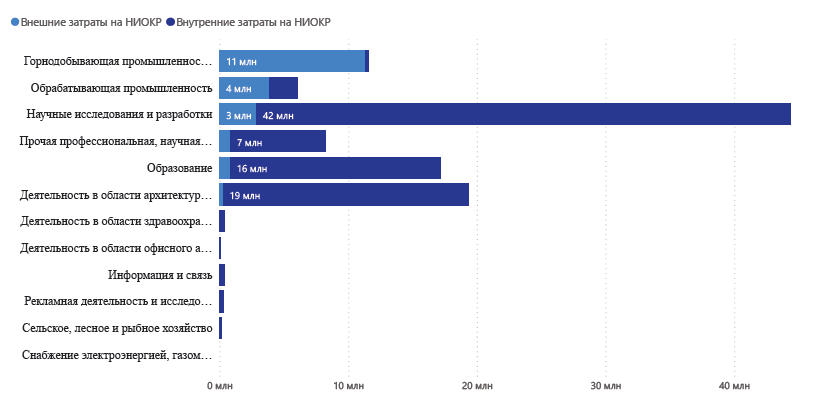 Внешние затраты на НИОКР Внутренние затраты на НИОКР
Горнодобывающая промышленнос... 11 млн
Обрабатывающая промышленность 4 млн
Научные исследования и разработки 3 млн 42 млн
Прочая профессиональная, научная... 7 млн
Образование 16 млн
Деятельность в области архитектур... 19 млн
Деятельность в области здравоохра...
Деятельность в области офисного а...
Информация и связь
Рекламная деятельность и исследо...
Сельское, лесное и рыбное хозяйство
Снабжение электроэнергией, газом...
0 млн 10 млн 20 млн 30 млн 40 млн